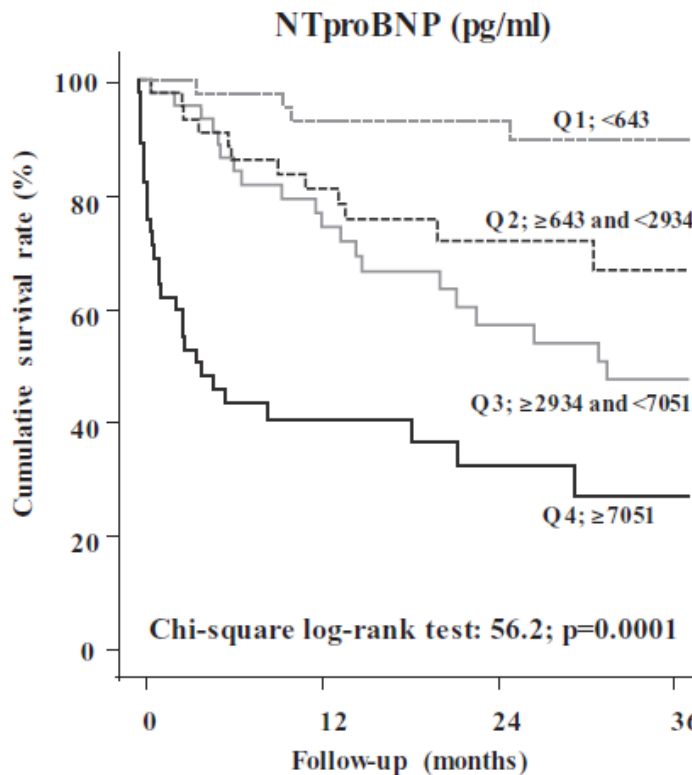 NTproBNP (pg/ml)
Cumulative survival rate (%)
100
80
60
40
20
0
Q1; <643
Q2; ≥643 and <2934
Q3; ≥2934 and <7051
Q4; ≥7051
Chi-square log-rank test: 56.2; p=0.0001
0 12 24 36
Follow-up (months)